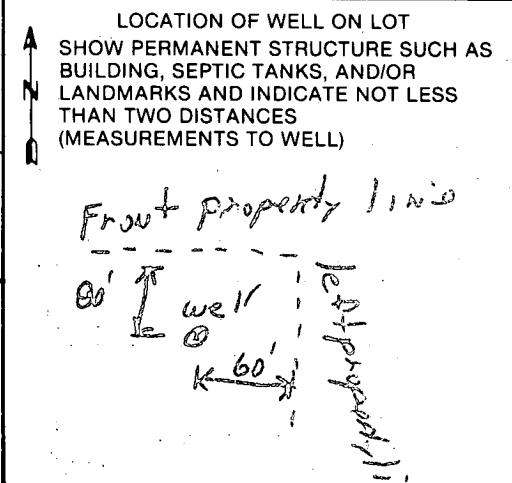 LOCATION OF WELL ON LOT
SHOW PERMANENT STRUCTURE SUCH AS
BUILDING, SEPTIC TANKS, AND/OR
LANDMARKS AND INDICATE NOT LESS
THAN TWO DISTANCES
(MEASUREMENTS TO WELL)
N
Front property line
80'
well
60'
left property